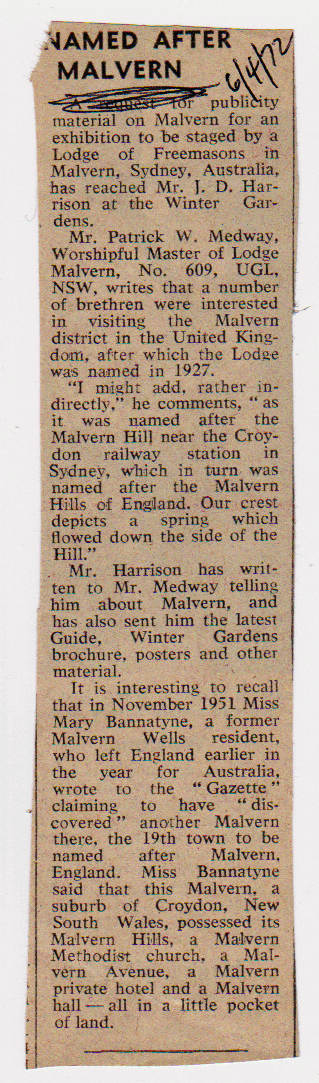 NAMED AFTER
MALVERN
6/4/72
A request for publicity
material on Malvern for an
exhibition to be staged by a
Lodge of Freemasons in
Malvern, Sydney, Australia,
has reached Mr. J. D. Har-
rison at the Winter Gar-
dens.
Mr. Patrick W. Medway,
Worshipful Master of Lodge
Malvern, No. 609, UGL,
NSW, writes that a number
of brethren were interested
in visiting the Malvern
district in the United King-
dom, after which the Lodge
was named in 1927.
"I might add, rather in-
directly," he comments, "as
it was named after the
Malvern Hill near the Croy-
don railway station in
Sydney, which in turn was
named after the Malvern
Hills of England. Our crest
depicts a spring which
flowed down the side of the
Hill."
Mr. Harrison has writ-
ten to Mr. Medway telling
him about Malvern, and
has also sent him the latest
Guide, Winter Gardens
brochure, posters and other
material.
It is interesting to recall
that in November 1951 Miss
Mary Bannatyne, a former
Malvern Wells resident,
who left England earlier in
the year for Australia,
wrote to the "Gazette"
claiming to have "dis-
covered" another Malvern
there, the 19th town to be
named after Malvern,
England. Miss Bannatyne
said that this Malvern, a
suburb of Croydon, New
South Wales, possessed its
Malvern Hills, a Malvern
Methodist church, a Mal-
vern Avenue, a Malvern
private hotel and a Malvern
hall — all in a little pocket
of land.